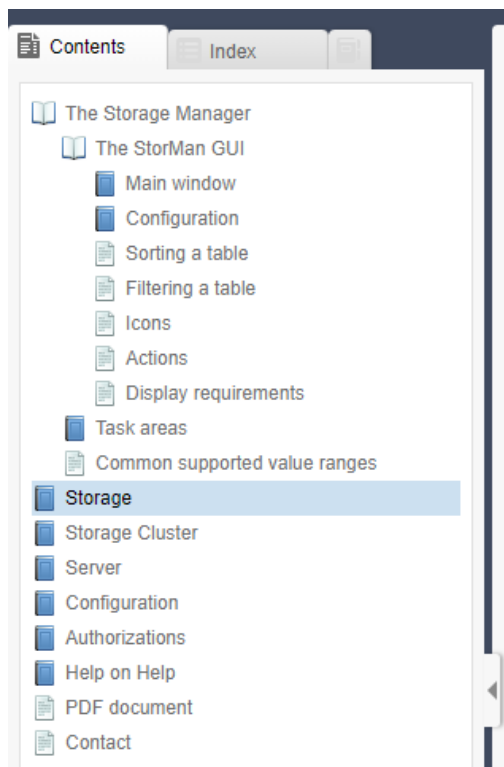 Contents
Index
The Storage Manager
The StorMan GUI
Main window
Configuration
Sorting a table
Filtering a table
Icons
Actions
Display requirements
Task areas
Common supported value ranges
Storage
Storage Cluster
Server
Configuration
Authorizations
Help on Help
PDF document
Contact